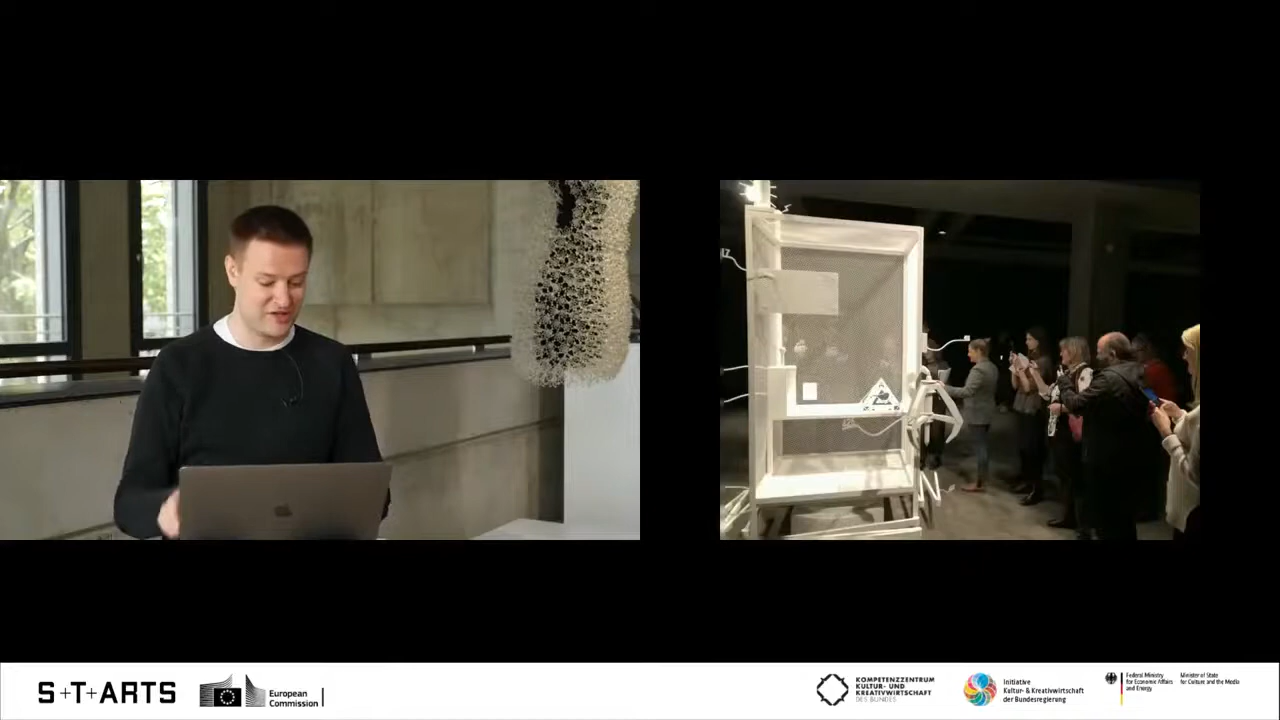 S+T+ARTS
European
Commission
KOMPETENZZENTRUM
KULTUR- UND
KREATIVWIRTSCHAFT
DES BUNDES
Initiative
Kultur- & Kreativwirtschaft
der Bundesregierung
Federal Ministry
for Economic Affairs
and Energy
Minister of State
for Culture and the Media